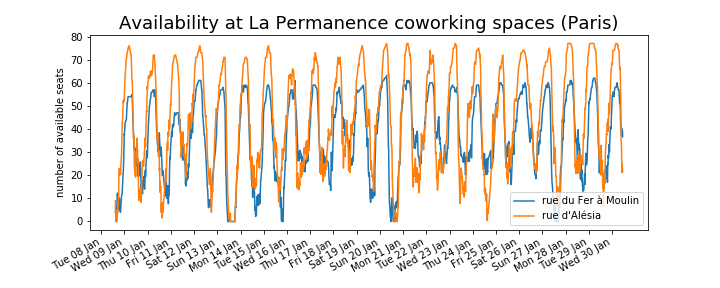 Availability at La Permanence coworking spaces (Paris)
number of available seats
80
70
60
50
40
30
20
10
0
rue du Fer à Moulin
rue d'Alésia
Tue 08 Jan
Wed 09 Jan
Thu 10 Jan
Fri 11 Jan
Sat 12 Jan
Sun 13 Jan
Mon 14 Jan
Tue 15 Jan
Wed 16 Jan
Thu 17 Jan
Fri 18 Jan
Sat 19 Jan
Sun 20 Jan
Mon 21 Jan
Tue 22 Jan
Wed 23 Jan
Thu 24 Jan
Fri 25 Jan
Sat 26 Jan
Sun 27 Jan
Mon 28 Jan
Tue 29 Jan
Wed 30 Jan